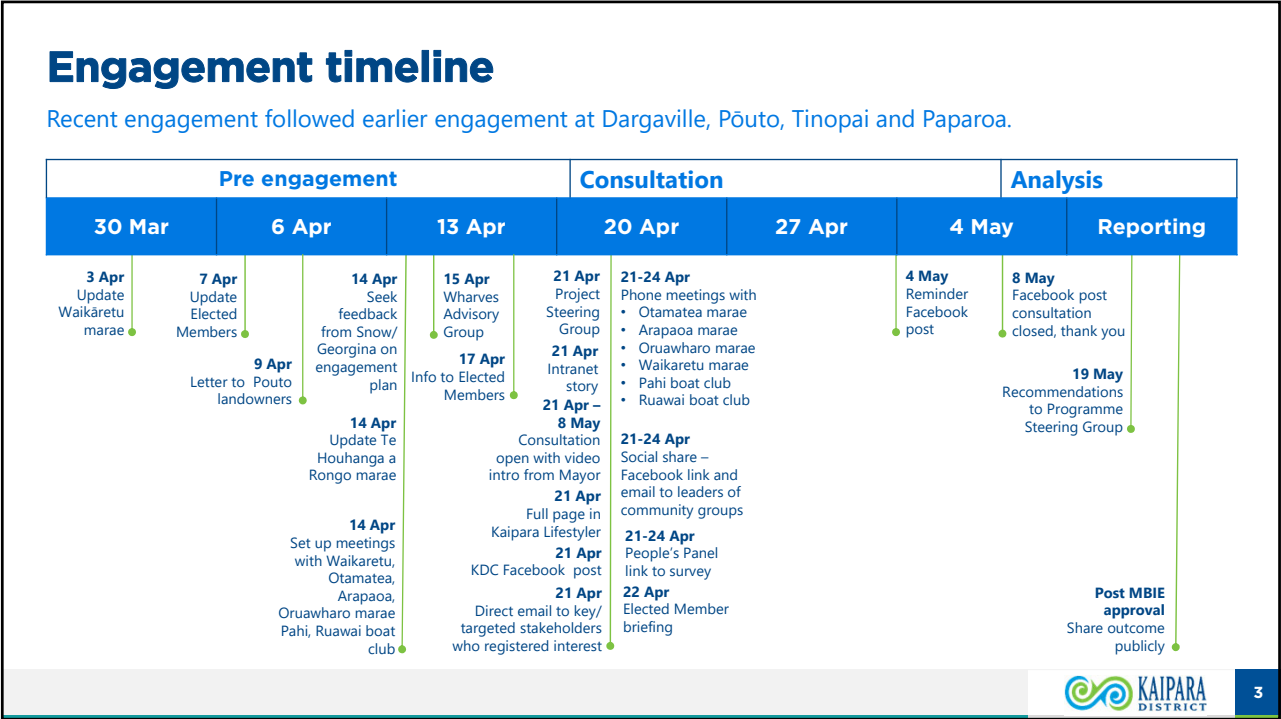 Engagement timeline
Recent engagement followed earlier engagement at Dargaville, Pōuto, Tinopai and Paparoa.
Pre engagement
Consultation
Analysis
30 Mar
6 Apr
13 Apr
20 Apr
27 Apr
4 May
Reporting
3 Apr
Update
Waikāretu
marae
7 Apr
Update
Elected
Members
9 Apr
Letter to  Pouto
landowners
14 Apr
Seek
feedback
from Snow/
Georgina on
engagement
plan
14 Apr
Update Te
Houhanga a
Rongo marae
14 Apr
Set up meetings
with Waikaretu,
Otamatea,
Arapaoa,
Oruawharo marae
Pahi, Ruawai boat
club
15 Apr
Wharves
Advisory
Group
17 Apr
Info to Elected
Members
21 Apr
Project
Steering
Group
21 Apr
Intranet
story
21 Apr –
8 May
Consultation
open with video
intro from Mayor
21 Apr
Full page in
Kaipara Lifestyler
21 Apr
KDC Facebook  post
21 Apr
Direct email to key/
targeted stakeholders
who registered interest
21-24 Apr
Phone meetings with
• Otamatea marae
• Arapaoa marae
• Oruawharo marae
• Waikaretu marae
• Pahi boat club
• Ruawai boat club
21-24 Apr
Social share –
Facebook link and
email to leaders of
community groups
21-24 Apr
People’s Panel
link to survey
22 Apr
Elected Member
briefing
4 May
Reminder
Facebook
post
8 May
Facebook post
consultation
closed, thank you
19 May
Recommendations
to Programme
Steering Group
Post MBIE
approval
Share outcome
publicly
KAIPARA
DISTRICT
3